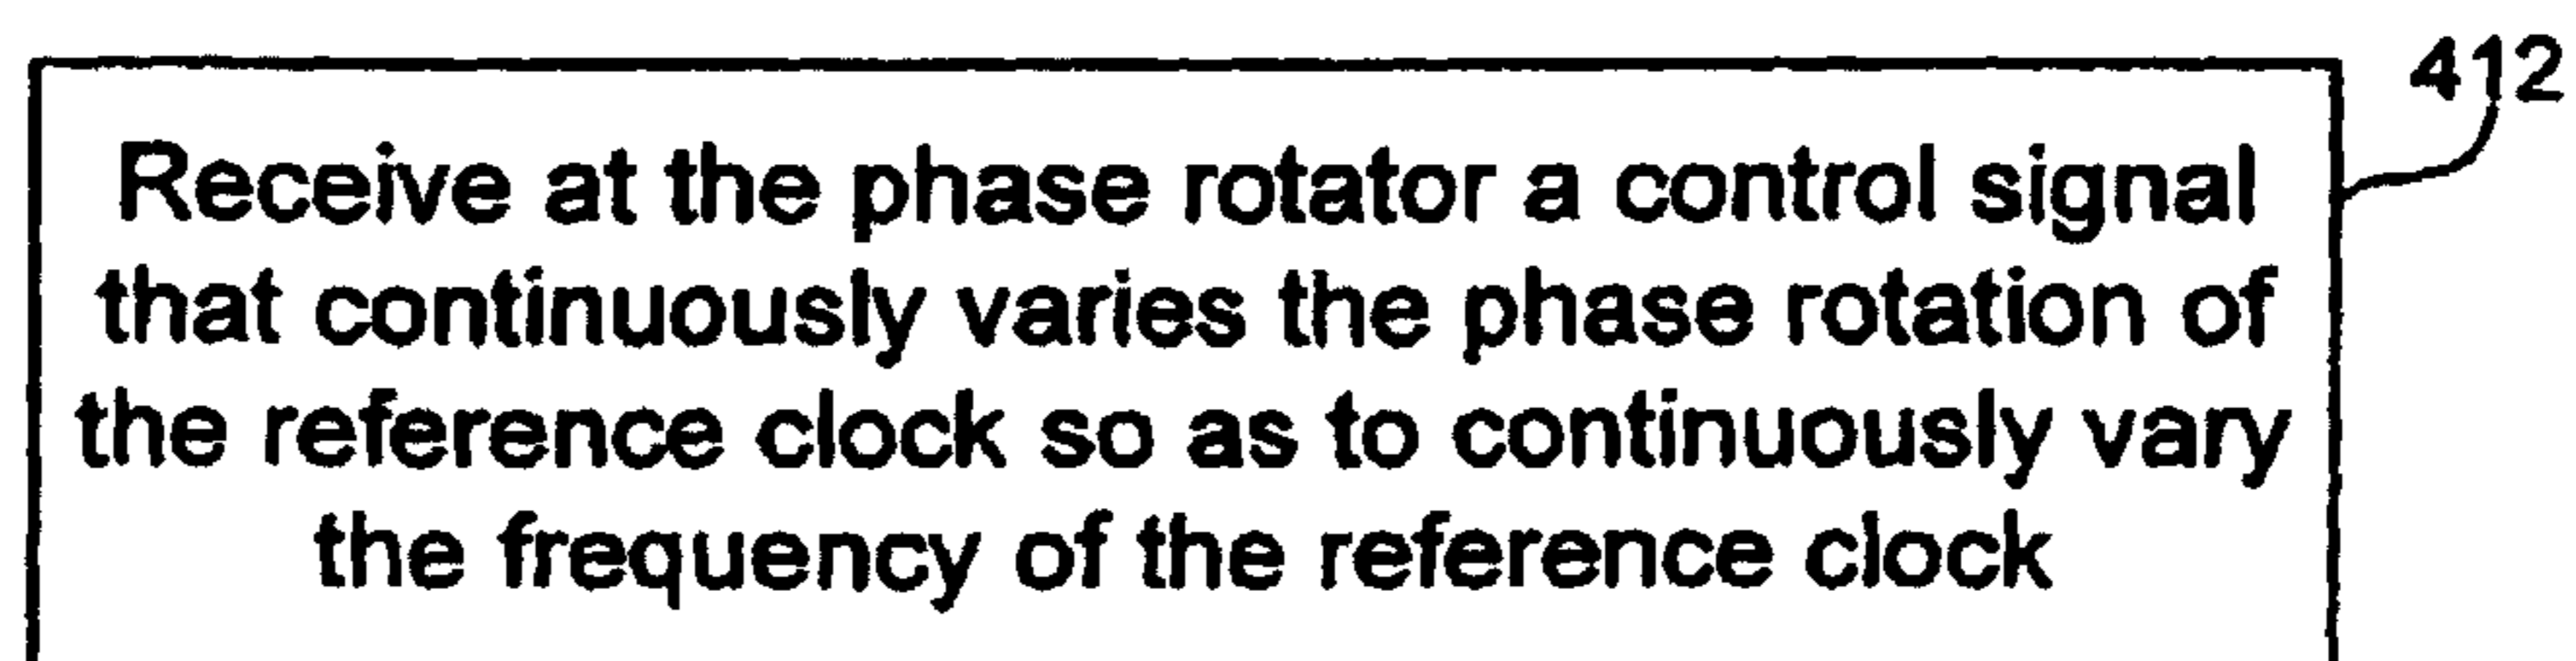 412
Receive at the phase rotator a control signal
that continuously varies the phase rotation of
the reference clock so as to continuously vary
the frequency of the reference clock